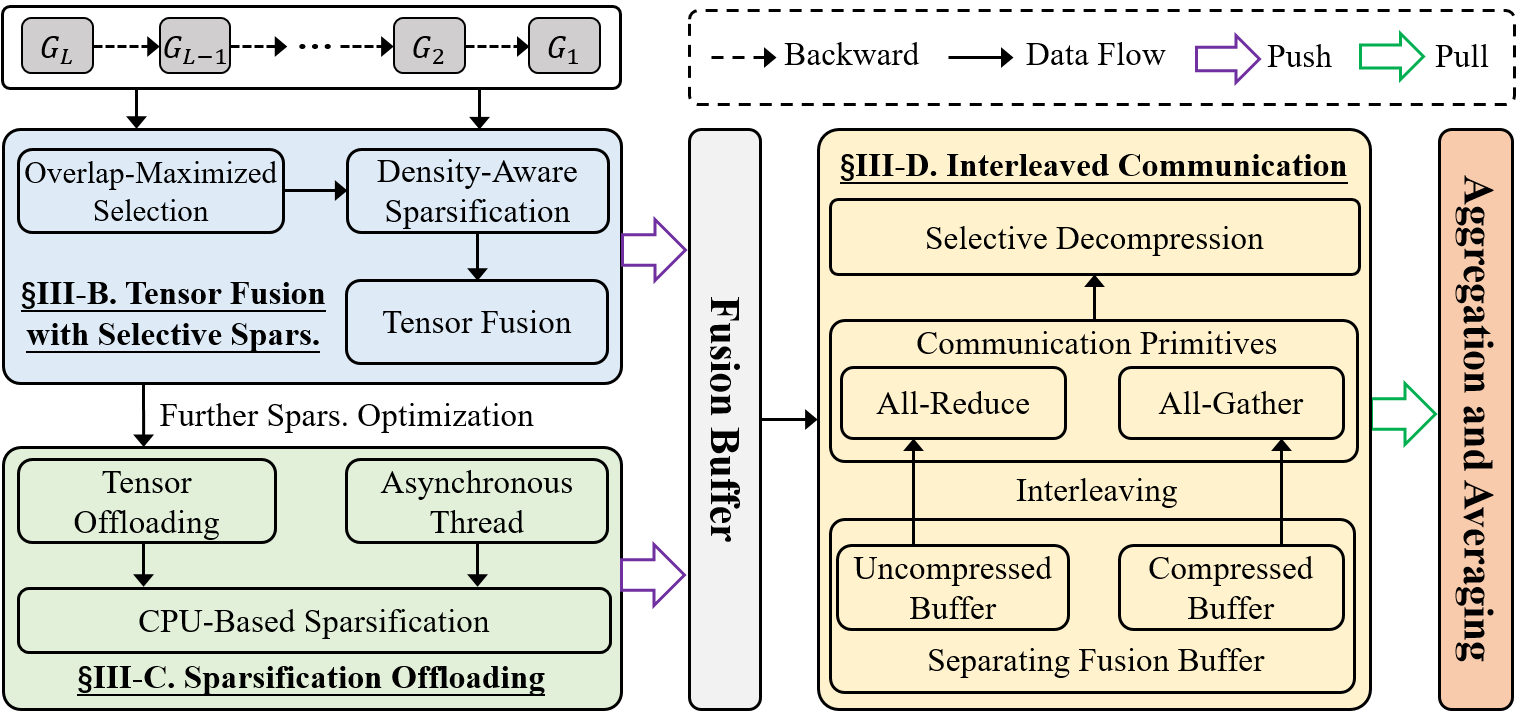 G_L G_{L-1} ... G_2 G_1
Backward Data Flow Push Pull
Overlap-Maximized
Selection
Density-Aware
Sparsification
§III-B. Tensor Fusion
with Selective Spars.
Tensor Fusion
Further Spars. Optimization
Tensor
Offloading
Asynchronous
Thread
CPU-Based Sparsification
§III-C. Sparsification Offloading
Fusion Buffer
§III-D. Interleaved Communication
Selective Decompression
Communication Primitives
All-Reduce
All-Gather
Interleaving
Uncompressed
Buffer
Compressed
Buffer
Separating Fusion Buffer
Aggregation and Averaging